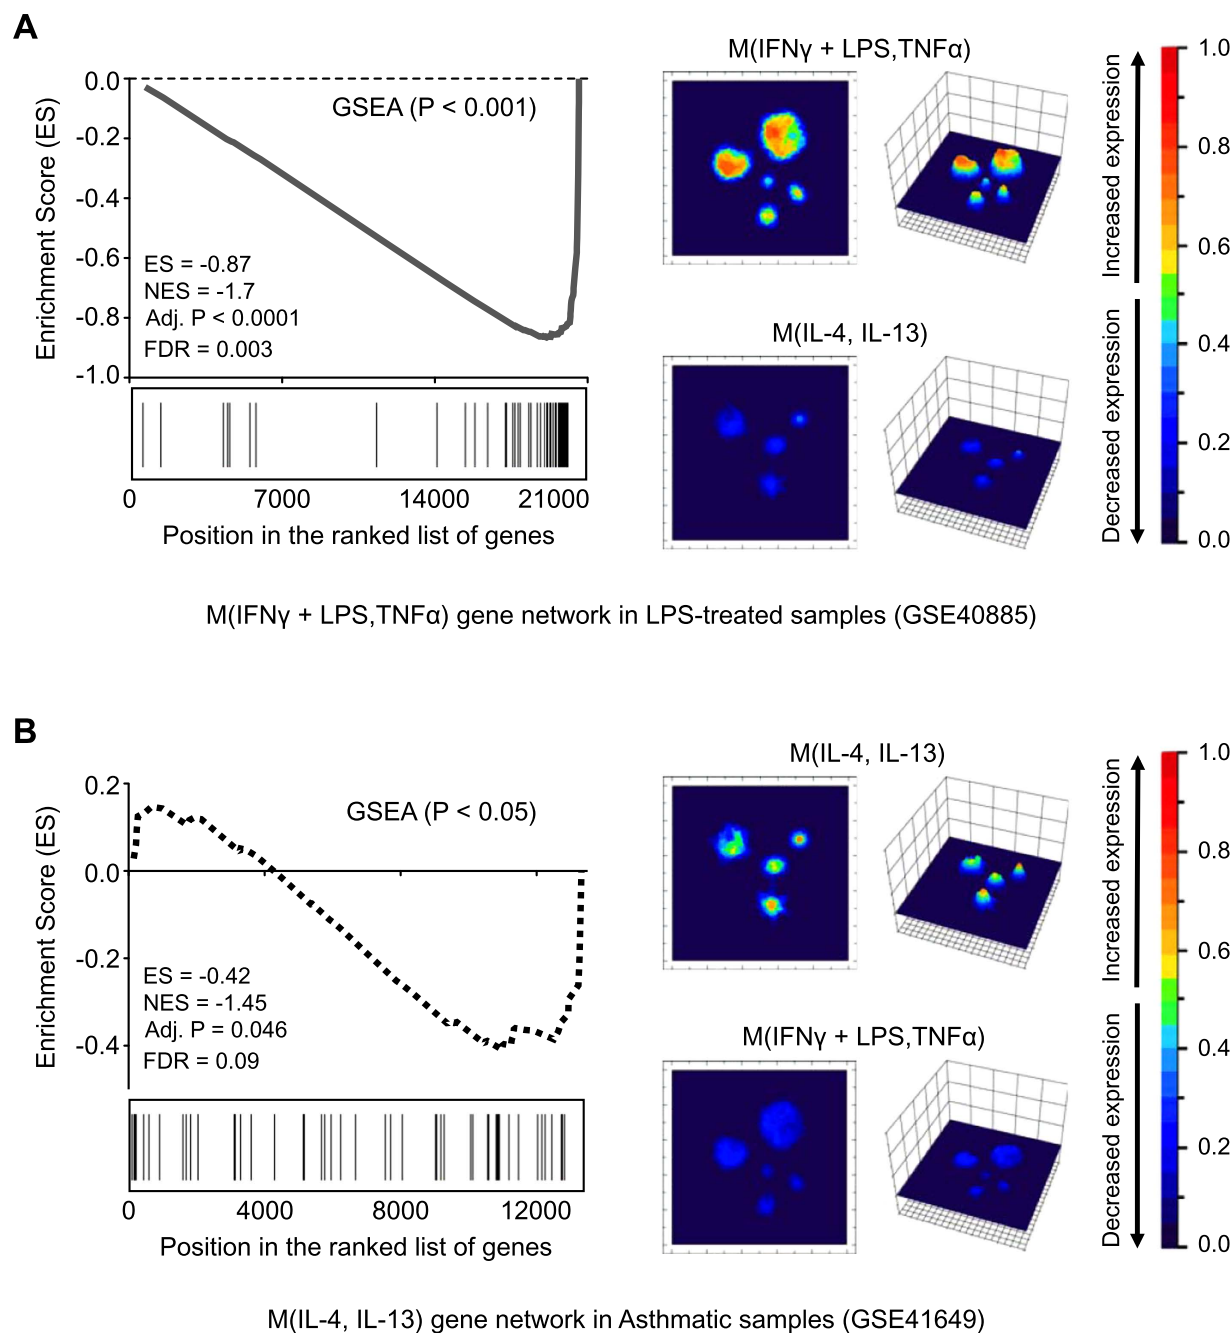 A
M(IFNγ + LPS,TNFα)
GSEA (P < 0.001)
Enrichment Score (ES)
0.0
-0.2
-0.4
-0.6
-0.8
-1.0
ES = -0.87
NES = -1.7
Adj. P < 0.0001
FDR = 0.003
0
7000
14000
21000
Position in the ranked list of genes
M(IL-4, IL-13)
Increased expression
Decreased expression
1.0
0.8
0.6
0.4
0.2
0.0
M(IFNγ + LPS,TNFα) gene network in LPS-treated samples (GSE40885)
B
M(IL-4, IL-13)
GSEA (P < 0.05)
Enrichment Score (ES)
0.2
0.0
-0.2
-0.4
ES = -0.42
NES = -1.45
Adj. P = 0.046
FDR = 0.09
0
4000
8000
12000
Position in the ranked list of genes
M(IFNγ + LPS,TNFα)
Increased expression
Decreased expression
1.0
0.8
0.6
0.4
0.2
0.0
M(IL-4, IL-13) gene network in Asthmatic samples (GSE41649)